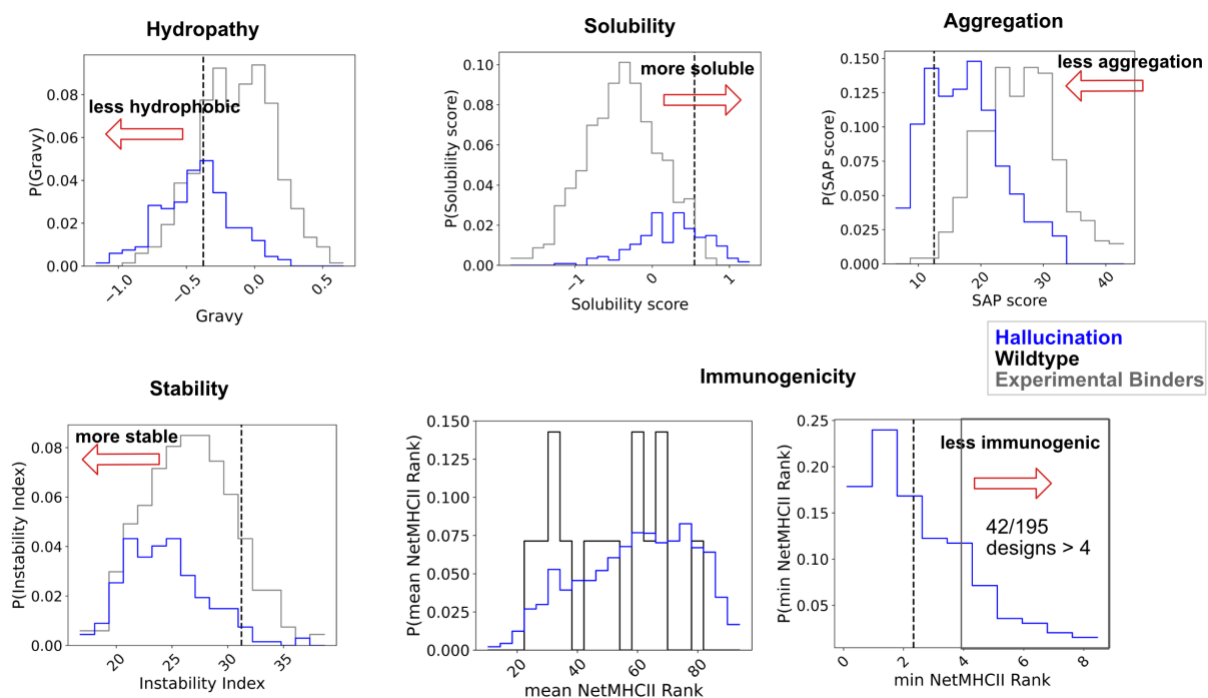 Hydropathy
less hydrophobic
P(Gravy)
0.08
0.06
0.04
0.02
0.00
−1.0
−0.5
0.0
0.5
Gravy
Solubility
more soluble
P(Solubility score)
0.10
0.08
0.06
0.04
0.02
0.00
−1
0
1
Solubility score
Aggregation
less aggregation
P(SAP score)
0.150
0.125
0.100
0.075
0.050
0.025
0.000
10
20
30
40
SAP score
Hallucination
Wildtype
Experimental Binders
Stability
more stable
P(Instability Index)
0.08
0.06
0.04
0.02
0.00
20
25
30
35
Instability Index
Immunogenicity
P(mean NetMHCII Rank)
0.150
0.125
0.100
0.075
0.050
0.025
0.000
20
40
60
80
mean NetMHCII Rank
less immunogenic
42/195
designs > 4
P(min NetMHCII Rank)
0.25
0.20
0.15
0.10
0.05
0
2
4
6
8
min NetMHCII Rank